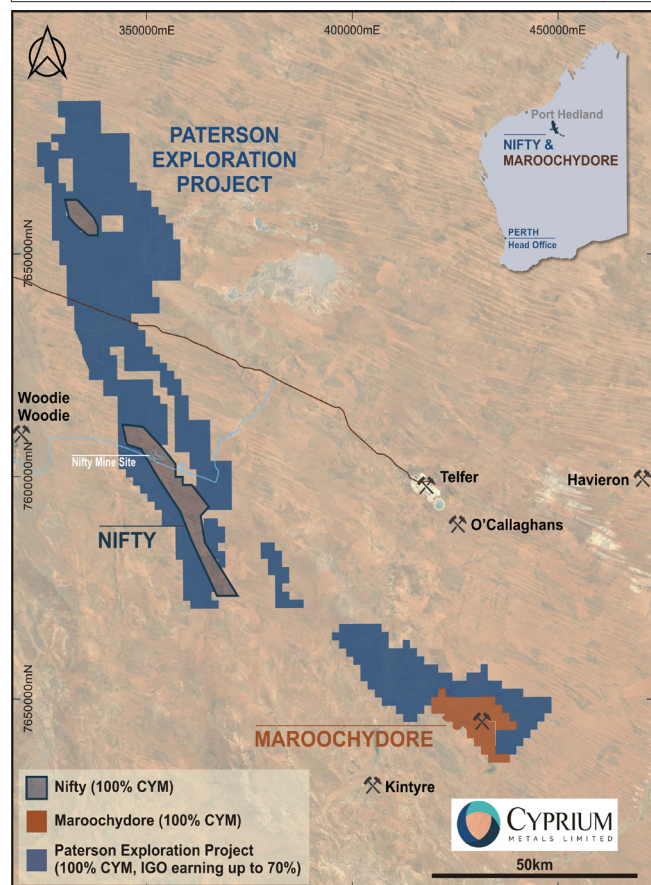 350000mE
400000mE
450000mE
PATERSON
EXPLORATION
PROJECT
Port Hedland
NIFTY &
MAROOCHYDORE
PERTH
Head Office
7650000mN
Woodie
Woodie
Nifty Mine Site
7600000mN
Telfer
Havieron
O'Callaghans
NIFTY
7650000mN
MAROOCHYDORE
Kintyre
Nifty (100% CYM)
Maroochydore (100% CYM)
Paterson Exploration Project
(100% CYM, IGO earning up to 70%)
CYPRIUM
METALS LIMITED
50km